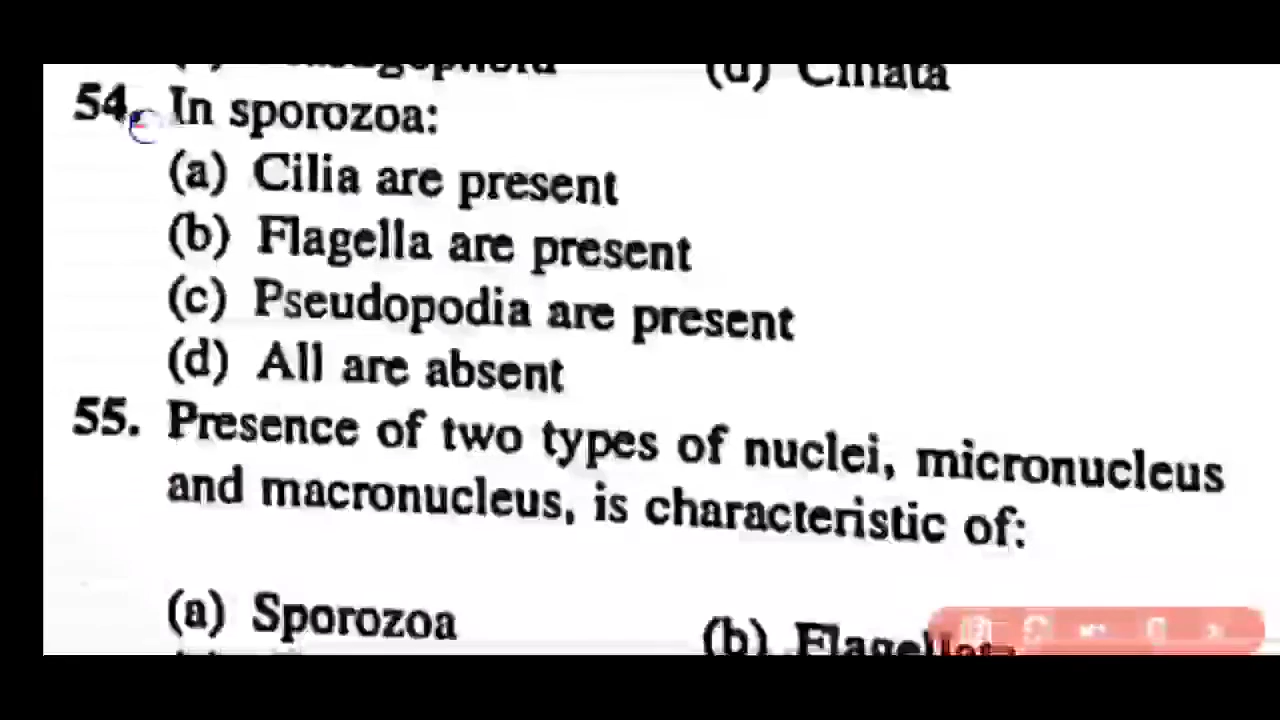 (d) Ciliata
54. In sporozoa:
(a) Cilia are present
(b) Flagella are present
(c) Pseudopodia are present
(d) All are absent
55. Presence of two types of nuclei, micronucleus
and macronucleus, is characteristic of:
(a) Sporozoa
(b)